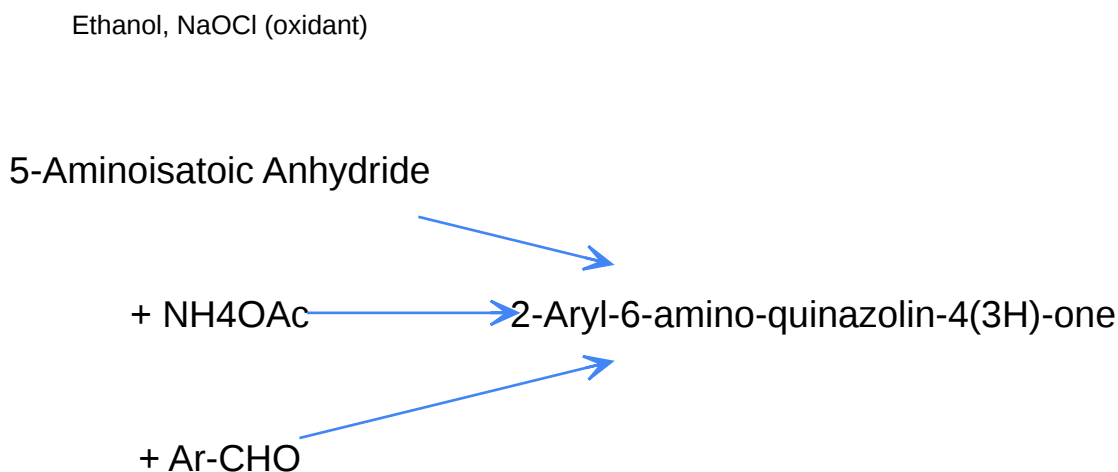 Ethanol, NaOCl (oxidant)
5-Aminoisatoic Anhydride
+ NH4OAc
2-Aryl-6-amino-quinazolin-4(3H)-one
+ Ar-CHO